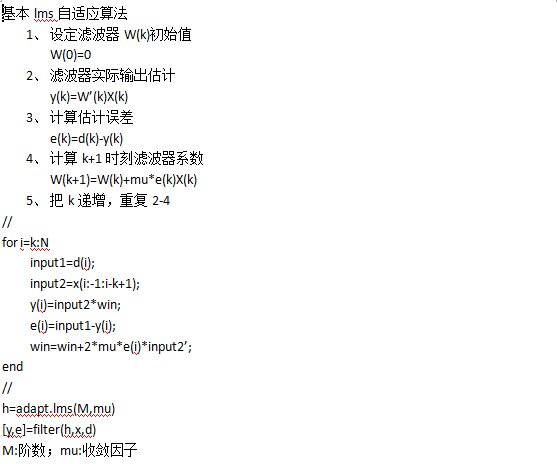 基本 lms 自适应算法
1、 设定滤波器 W(k)初始值
W(0)=0
2、 滤波器实际输出估计
y(k)=W’(k)X(k)
3、 计算估计误差
e(k)=d(k)-y(k)
4、 计算 k+1 时刻滤波器系数
W(k+1)=W(k)+mu*e(k)X(k)
5、 把 k 递增，重复 2-4
//
for i=k:N
input1=d(i);
input2=x(i:-1:i-k+1);
y(i)=input2*win;
e(i)=input1-y(i);
win=win+2*mu*e(i)*input2’;
end
//
h=adapt.lms(M,mu)
[y,e]=filter(h,x,d)
M:阶数；mu:收敛因子